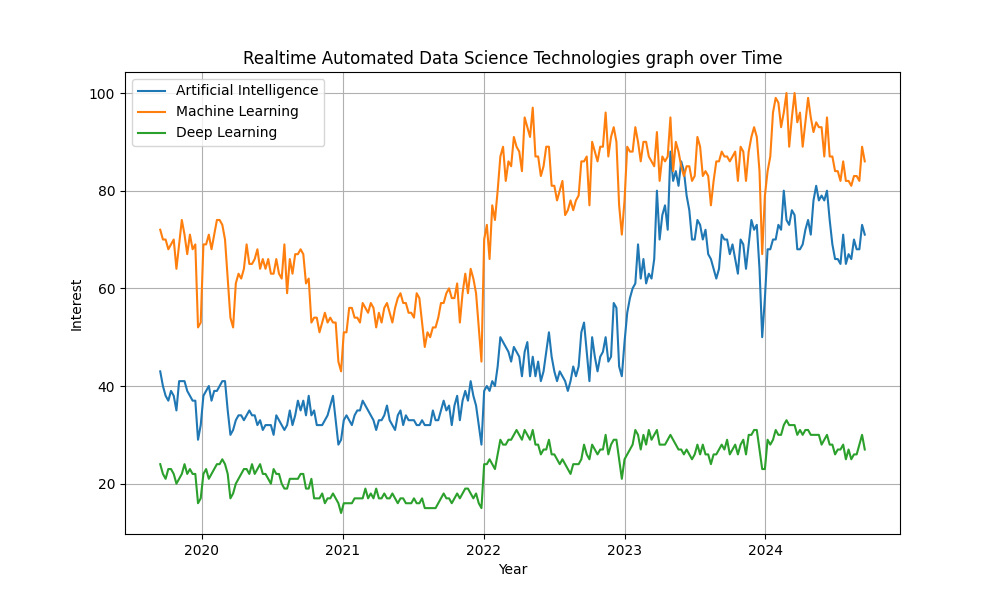 Realtime Automated Data Science Technologies graph over Time
Artificial Intelligence
Machine Learning
Deep Learning
100
80
60
40
20
Interest
2020 2021 2022 2023 2024
Year